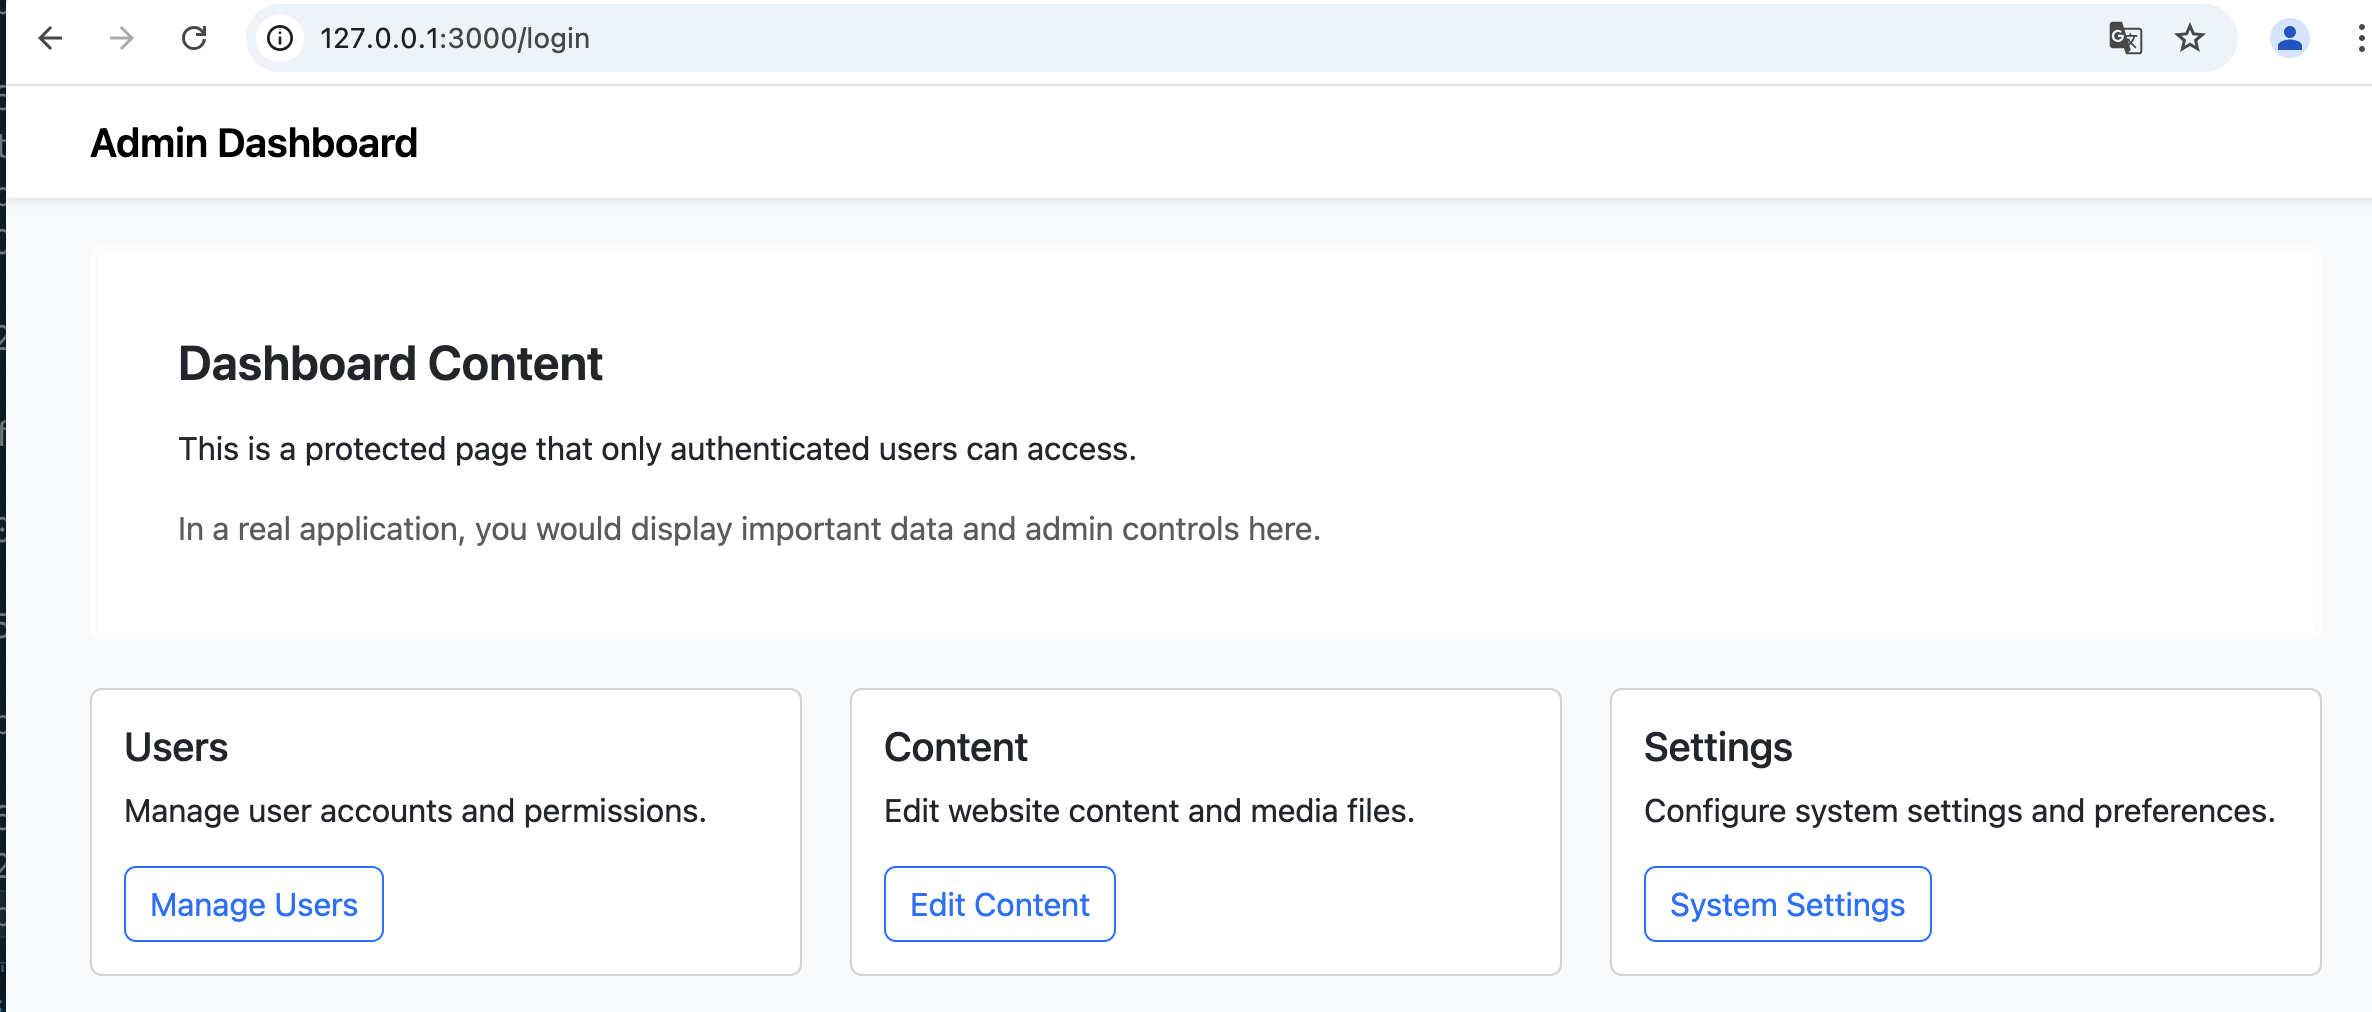 127.0.0.1:3000/login
Admin Dashboard
Dashboard Content
This is a protected page that only authenticated users can access.
In a real application, you would display important data and admin controls here.
Users
Manage user accounts and permissions.
Manage Users
Content
Edit website content and media files.
Edit Content
Settings
Configure system settings and preferences.
System Settings